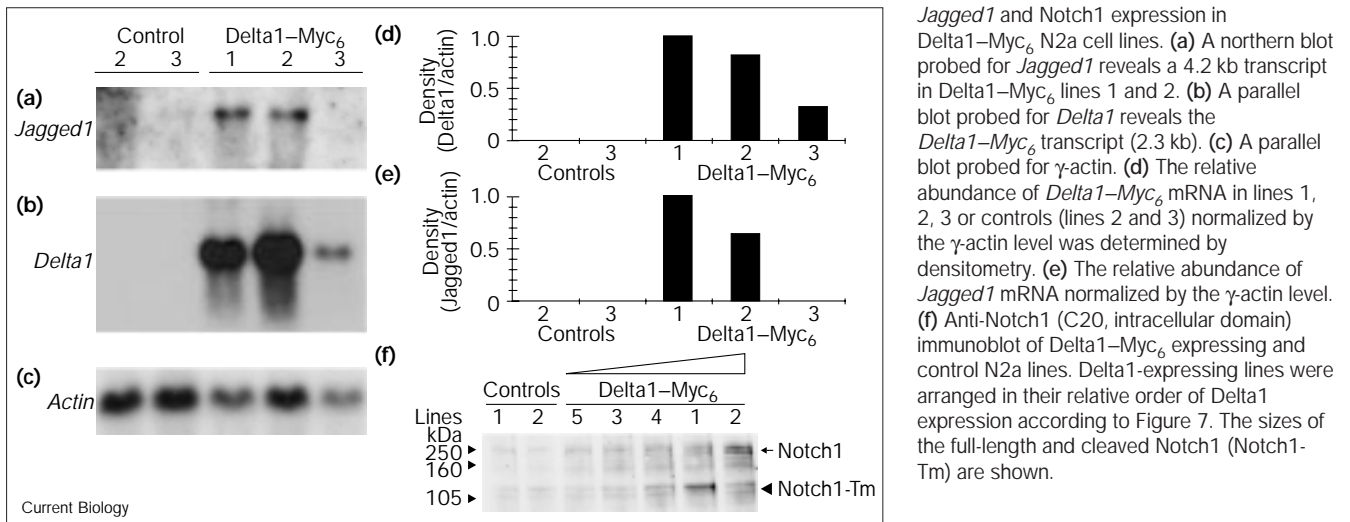 Control Delta1–Myc6
2 3 1 2 3
(a)
Jagged1
(b)
Delta1
(c)
Actin
(d)
Density
(Delta1/actin)
1.0
0.5
0
2 3 1 2 3
Controls Delta1–Myc6
(e)
Density
(Jagged1/actin)
1.0
0.5
0
2 3 1 2 3
Controls Delta1–Myc6
(f)
Controls Delta1–Myc6
Lines 1 2 5 3 4 1 2
kDa
250
160
105
Notch1
Notch1-Tm
Current Biology
Jagged1 and Notch1 expression in
Delta1–Myc6 N2a cell lines. (a) A northern blot
probed for Jagged1 reveals a 4.2 kb transcript
in Delta1–Myc6 lines 1 and 2. (b) A parallel
blot probed for Delta1 reveals the
Delta1–Myc6 transcript (2.3 kb). (c) A parallel
blot probed for γ-actin. (d) The relative
abundance of Delta1–Myc6 mRNA in lines 1,
2, 3 or controls (lines 2 and 3) normalized by
the γ-actin level was determined by
densitometry. (e) The relative abundance of
Jagged1 mRNA normalized by the γ-actin level.
(f) Anti-Notch1 (C20, intracellular domain)
immunoblot of Delta1–Myc6 expressing and
control N2a lines. Delta1-expressing lines were
arranged in their relative order of Delta1
expression according to Figure 7. The sizes of
the full-length and cleaved Notch1 (Notch1-
Tm) are shown.